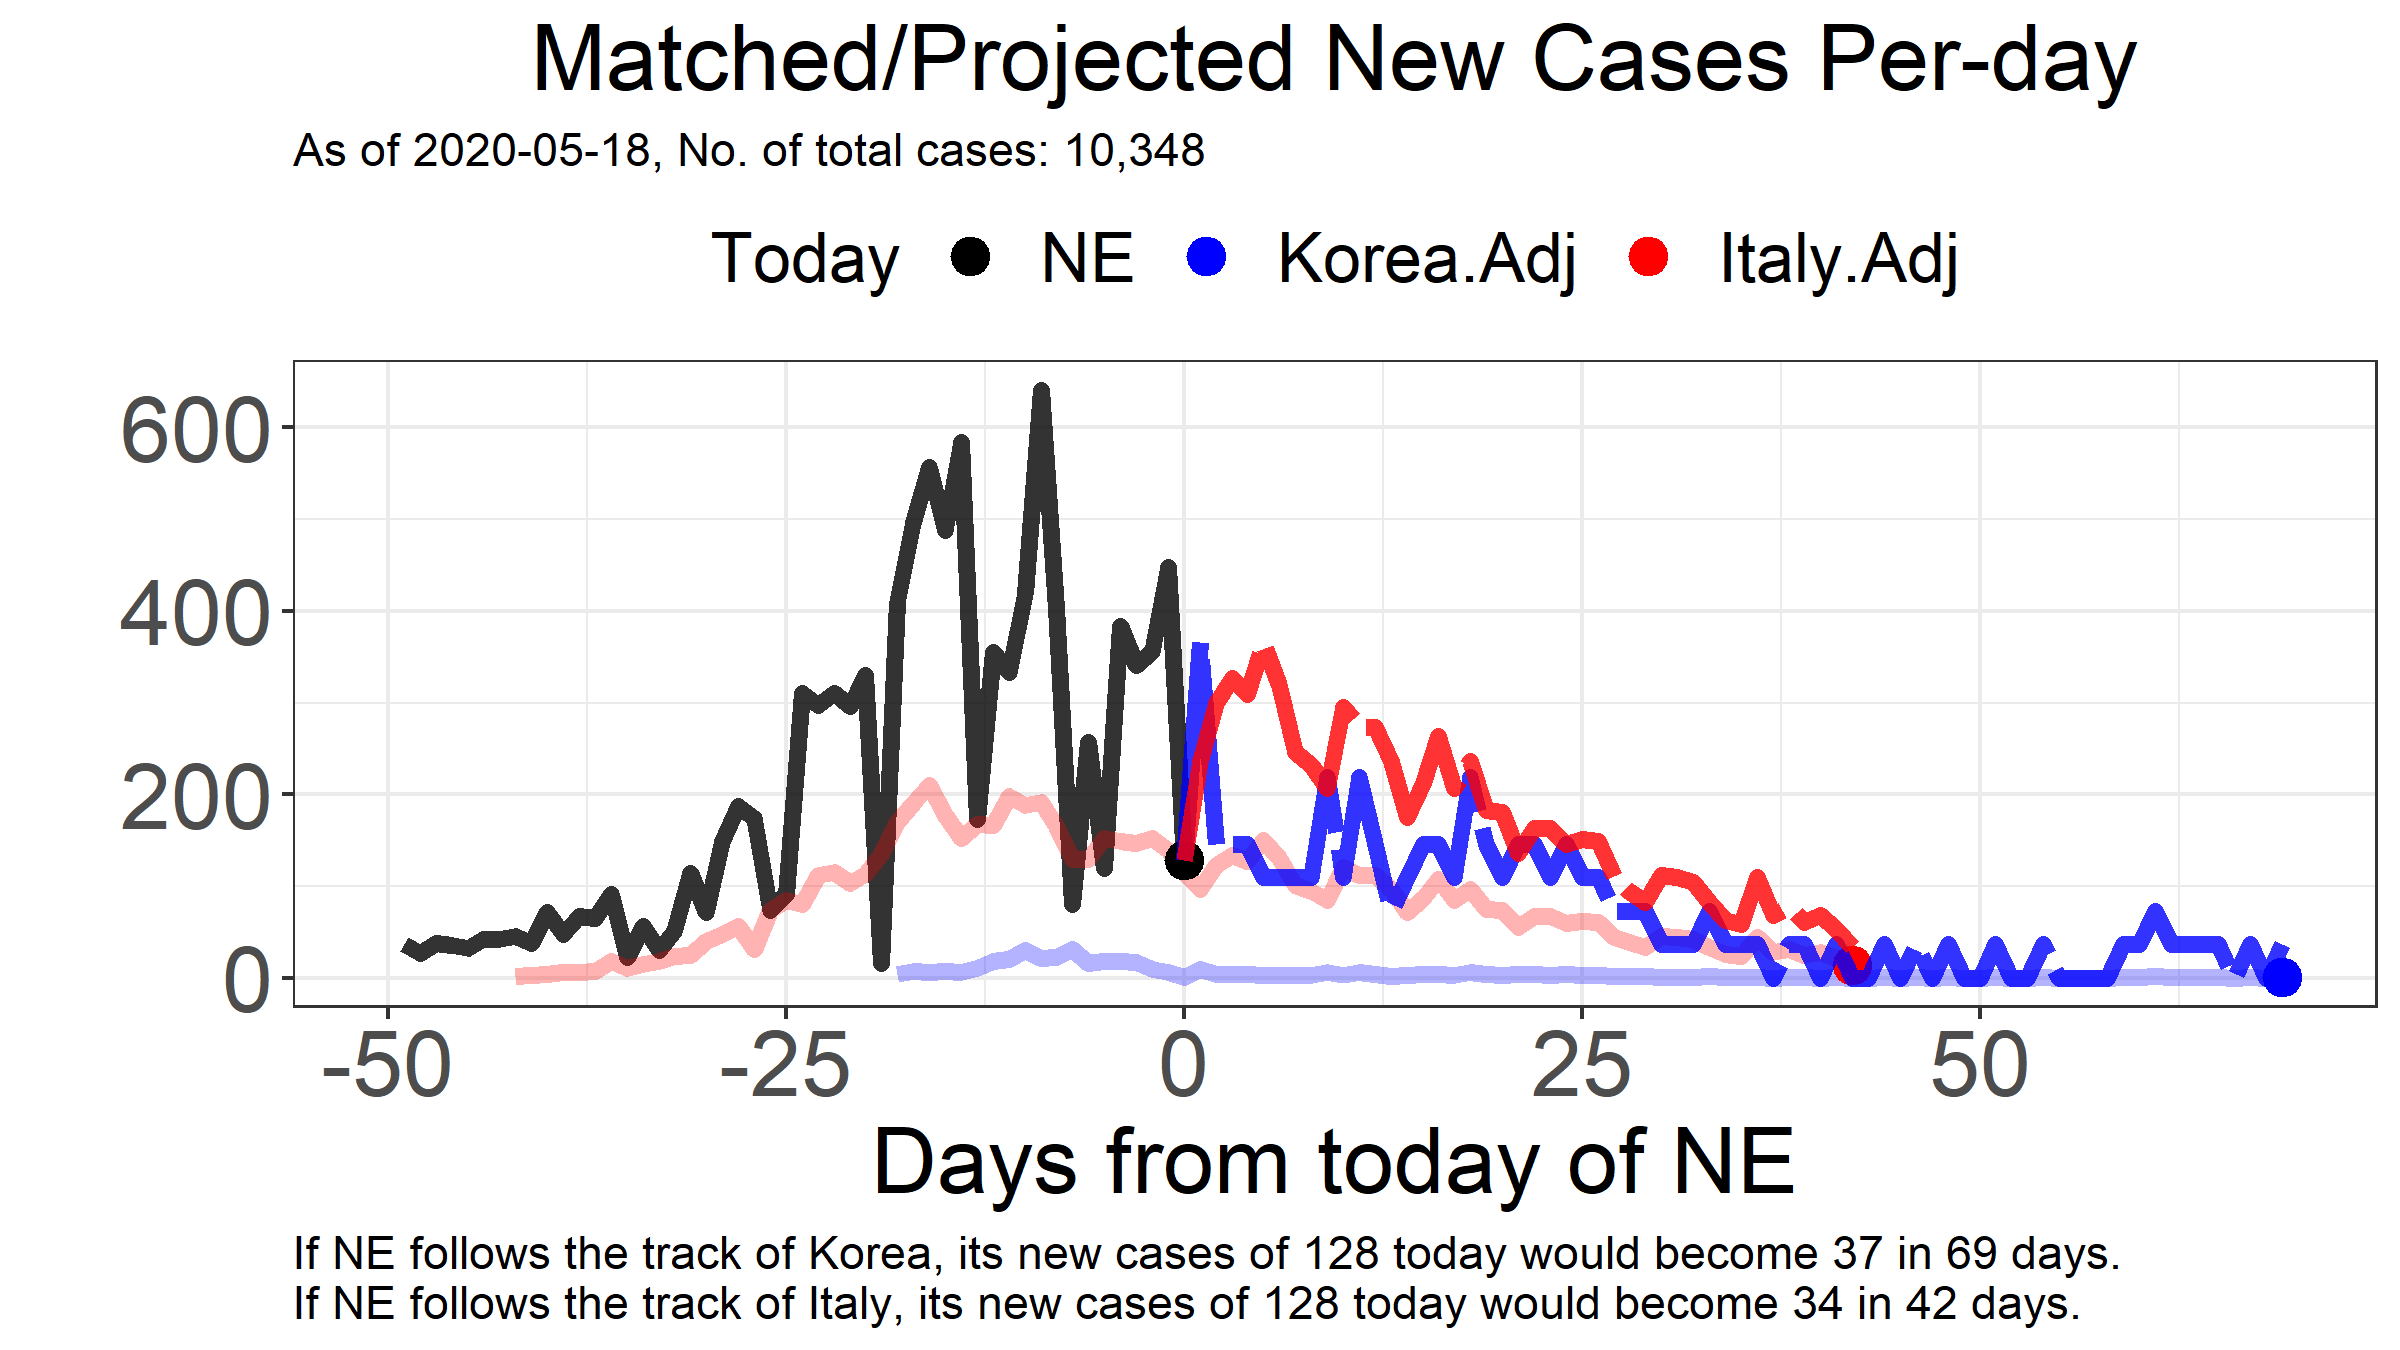 Matched/Projected New Cases Per-day
As of 2020-05-18, No. of total cases: 10,348
Today NE Korea.Adj Italy.Adj
600
400
200
0
-50 -25 0 25 50
Days from today of NE
If NE follows the track of Korea, its new cases of 128 today would become 37 in 69 days.
If NE follows the track of Italy, its new cases of 128 today would become 34 in 42 days.